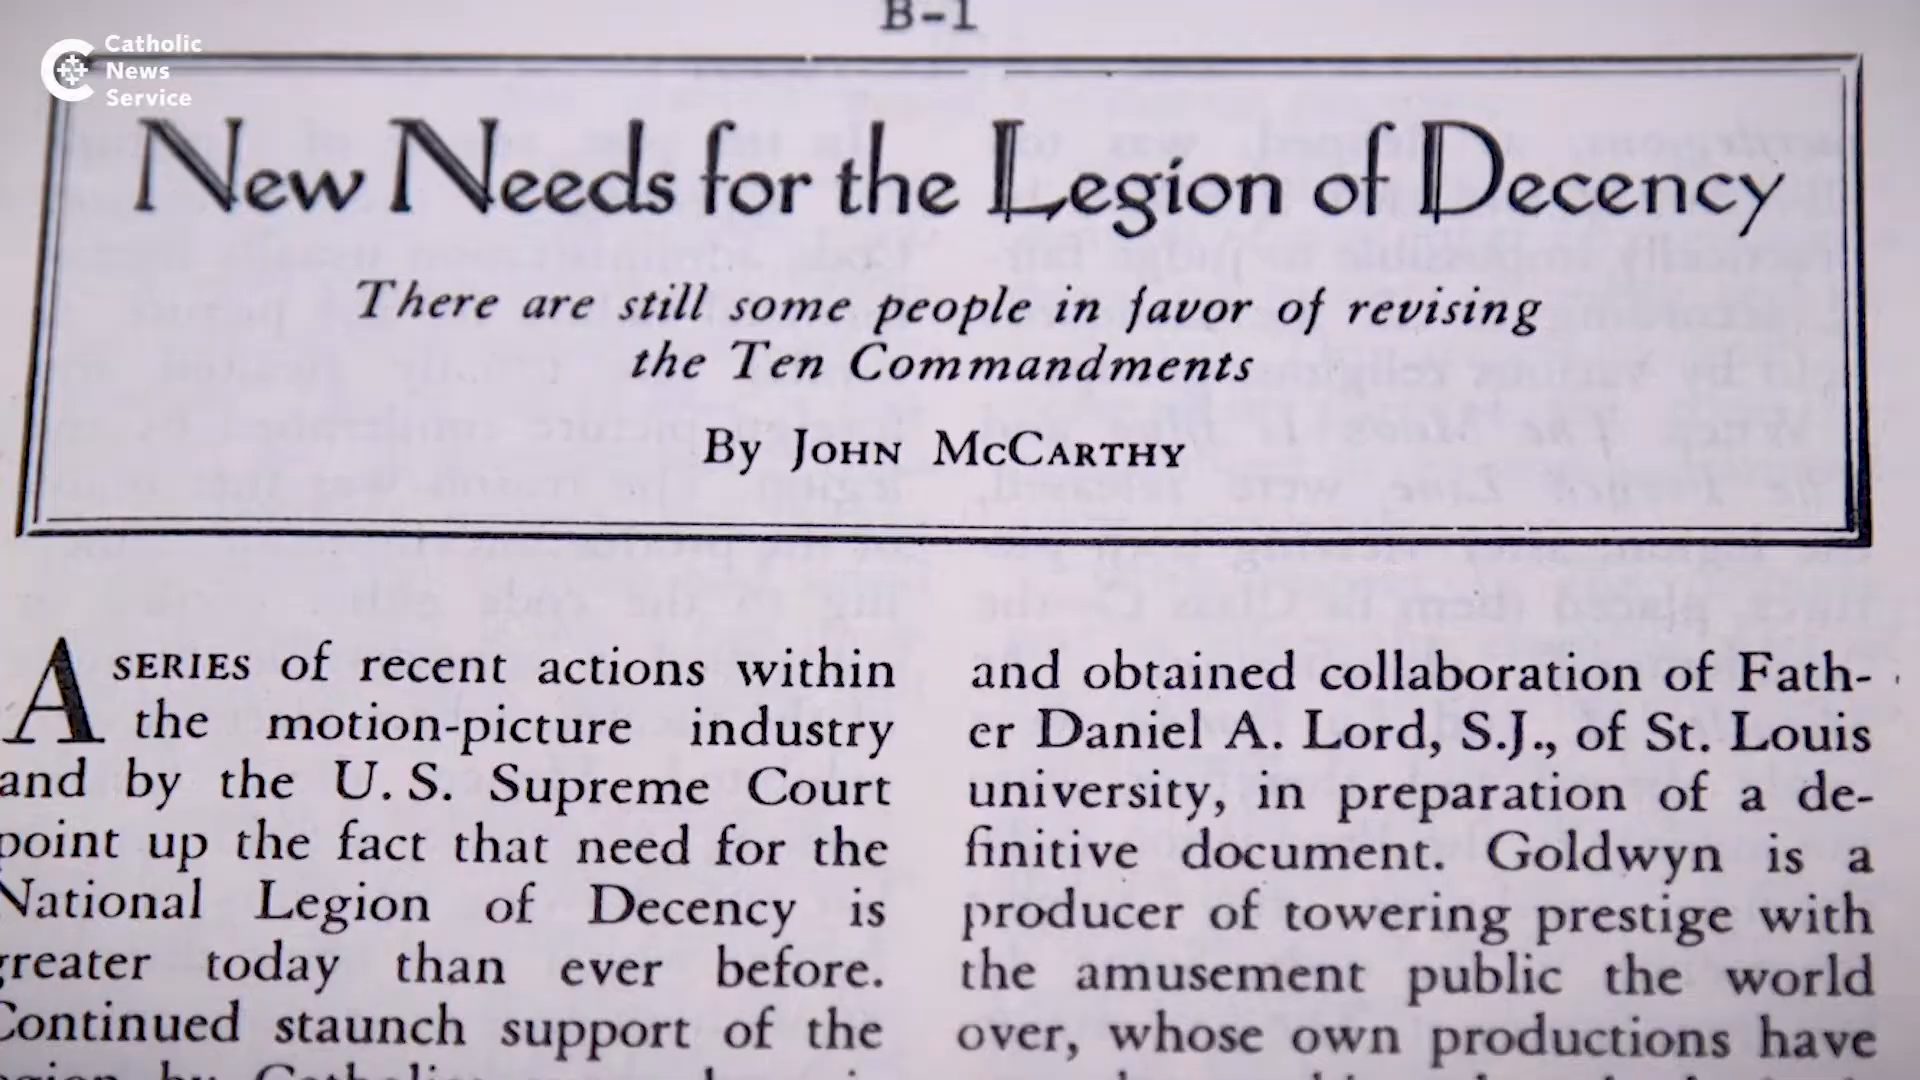 B-1
Catholic
News
Service
New Needs for the Legion of Decency
There are still some people in favor of revising
the Ten Commandments
By JOHN MCCARTHY
A SERIES of recent actions within
the motion-picture industry
and by the U. S. Supreme Court
point up the fact that need for the
National Legion of Decency is
greater today than ever before.
Continued staunch support of the
by
and obtained collaboration of Fath-
er Daniel A. Lord, S.J., of St. Louis
university, in preparation of a de-
finitive document. Goldwyn is a
producer of towering prestige with
the amusement public the world
over, whose own productions have